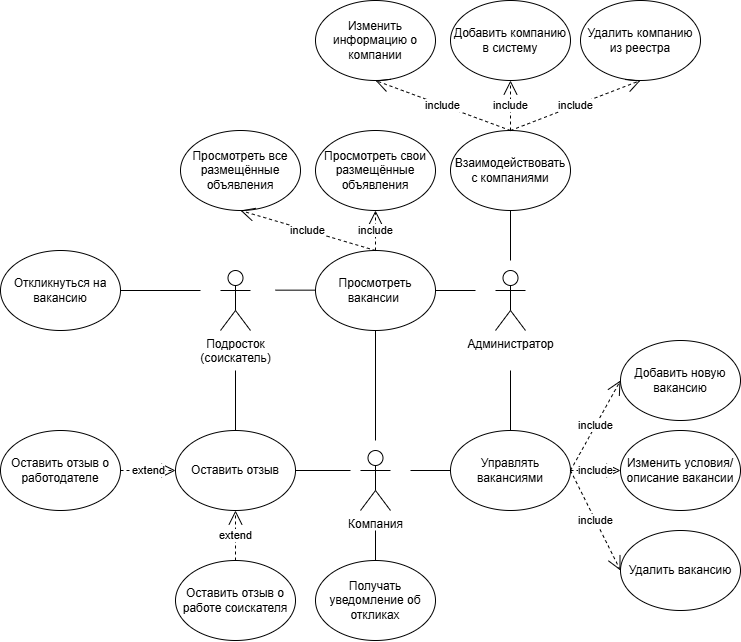 Изменить
информацию о
компании
Добавить компанию
в систему
Удалить компанию
из реестра
include
include
include
Просмотреть все
размещённые
объявления
Просмотреть свои
размещённые
объявления
Взаимодействовать
с компаниями
include
include
Откликнуться на
вакансию
Просмотреть
вакансии
Подросток
(соискатель)
Администратор
Добавить новую
вакансию
include
Оставить отзыв о
работодателе
extend
Оставить отзыв
Управлять
вакансиями
include
Изменить условия/
описание вакансии
Компания
include
extend
Удалить вакансию
Оставить отзыв о
работе соискателя
Получать
уведомление об
откликах